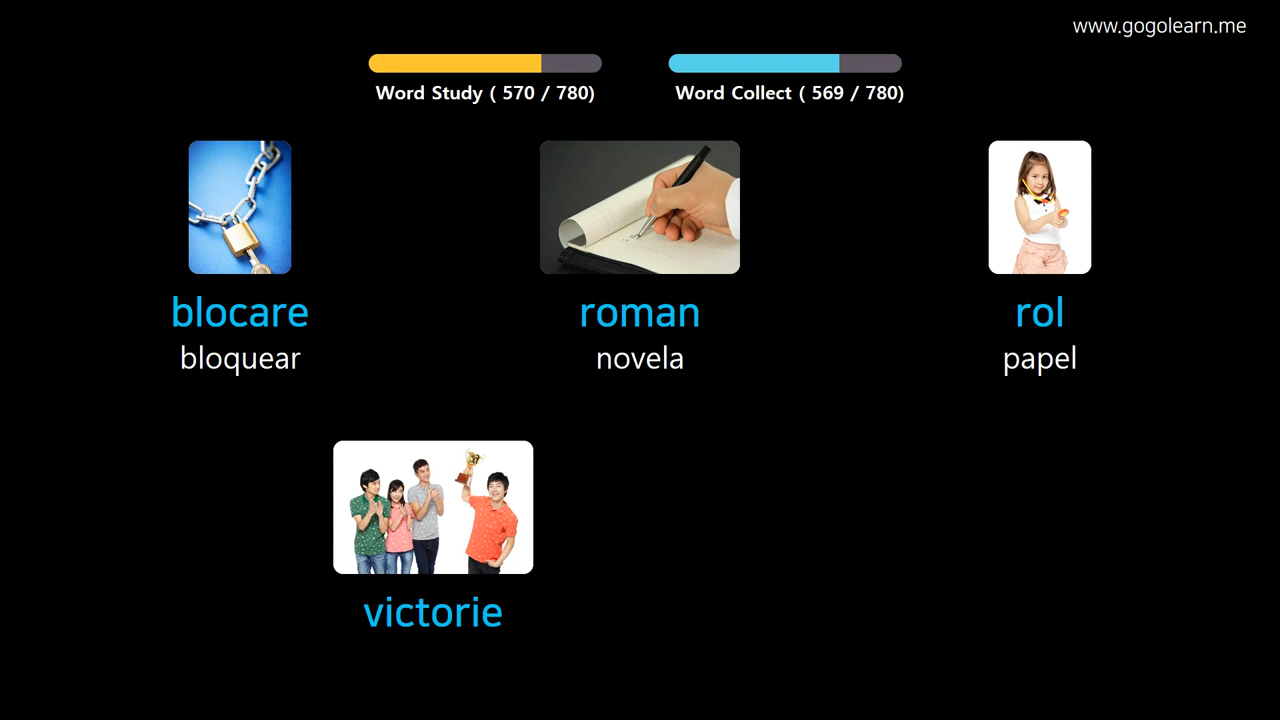 www.gogolearn.me
Word Study ( 570 / 780)
Word Collect ( 569 / 780)
blocare
bloquear
roman
novela
rol
papel
victorie